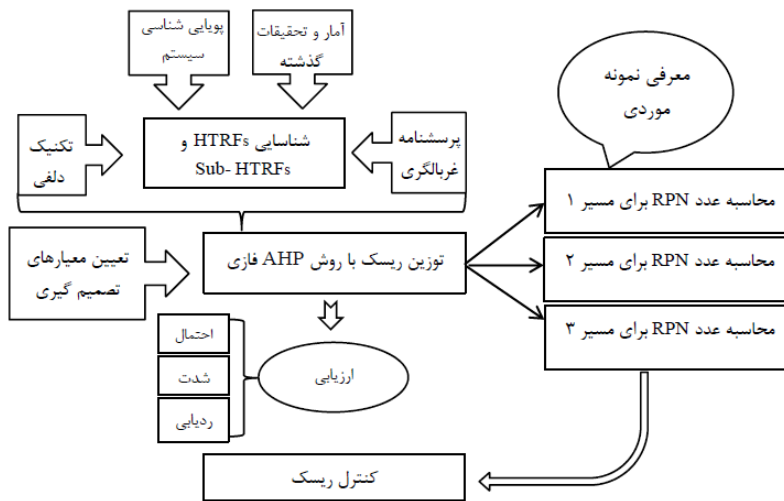 پویایی شناسی
سیستم
آمار و تحقیقات
گذشته
معرفی نمونه
موردی
تکنیک
دلفی
شناسایی HTRFs و
Sub- HTRFs
پرسشنامه
غربالگری
تعیین معیارهای
تصمیم گیری
توزین ریسک با روش AHP فازی
محاسبه عدد RPN برای مسیر ۱
محاسبه عدد RPN برای مسیر ۲
محاسبه عدد RPN برای مسیر ۳
ارزیابی
احتمال
شدت
ردیابی
کنترل ریسک